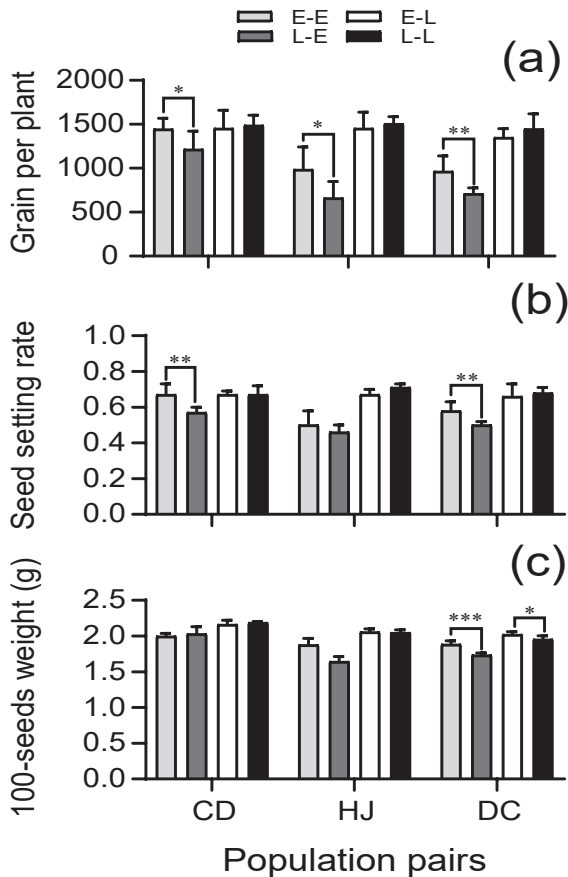 E-E E-L
L-E L-L
(a)
Grain per plant
2000
1500
1000
500
0
*
*
**
(b)
Seed setting rate
1.0
0.8
0.6
0.4
0.2
0.0
**
**
(c)
100-seeds weight (g)
2.5
2.0
1.5
1.0
0.5
0.0
***
*
CD HJ DC
Population pairs